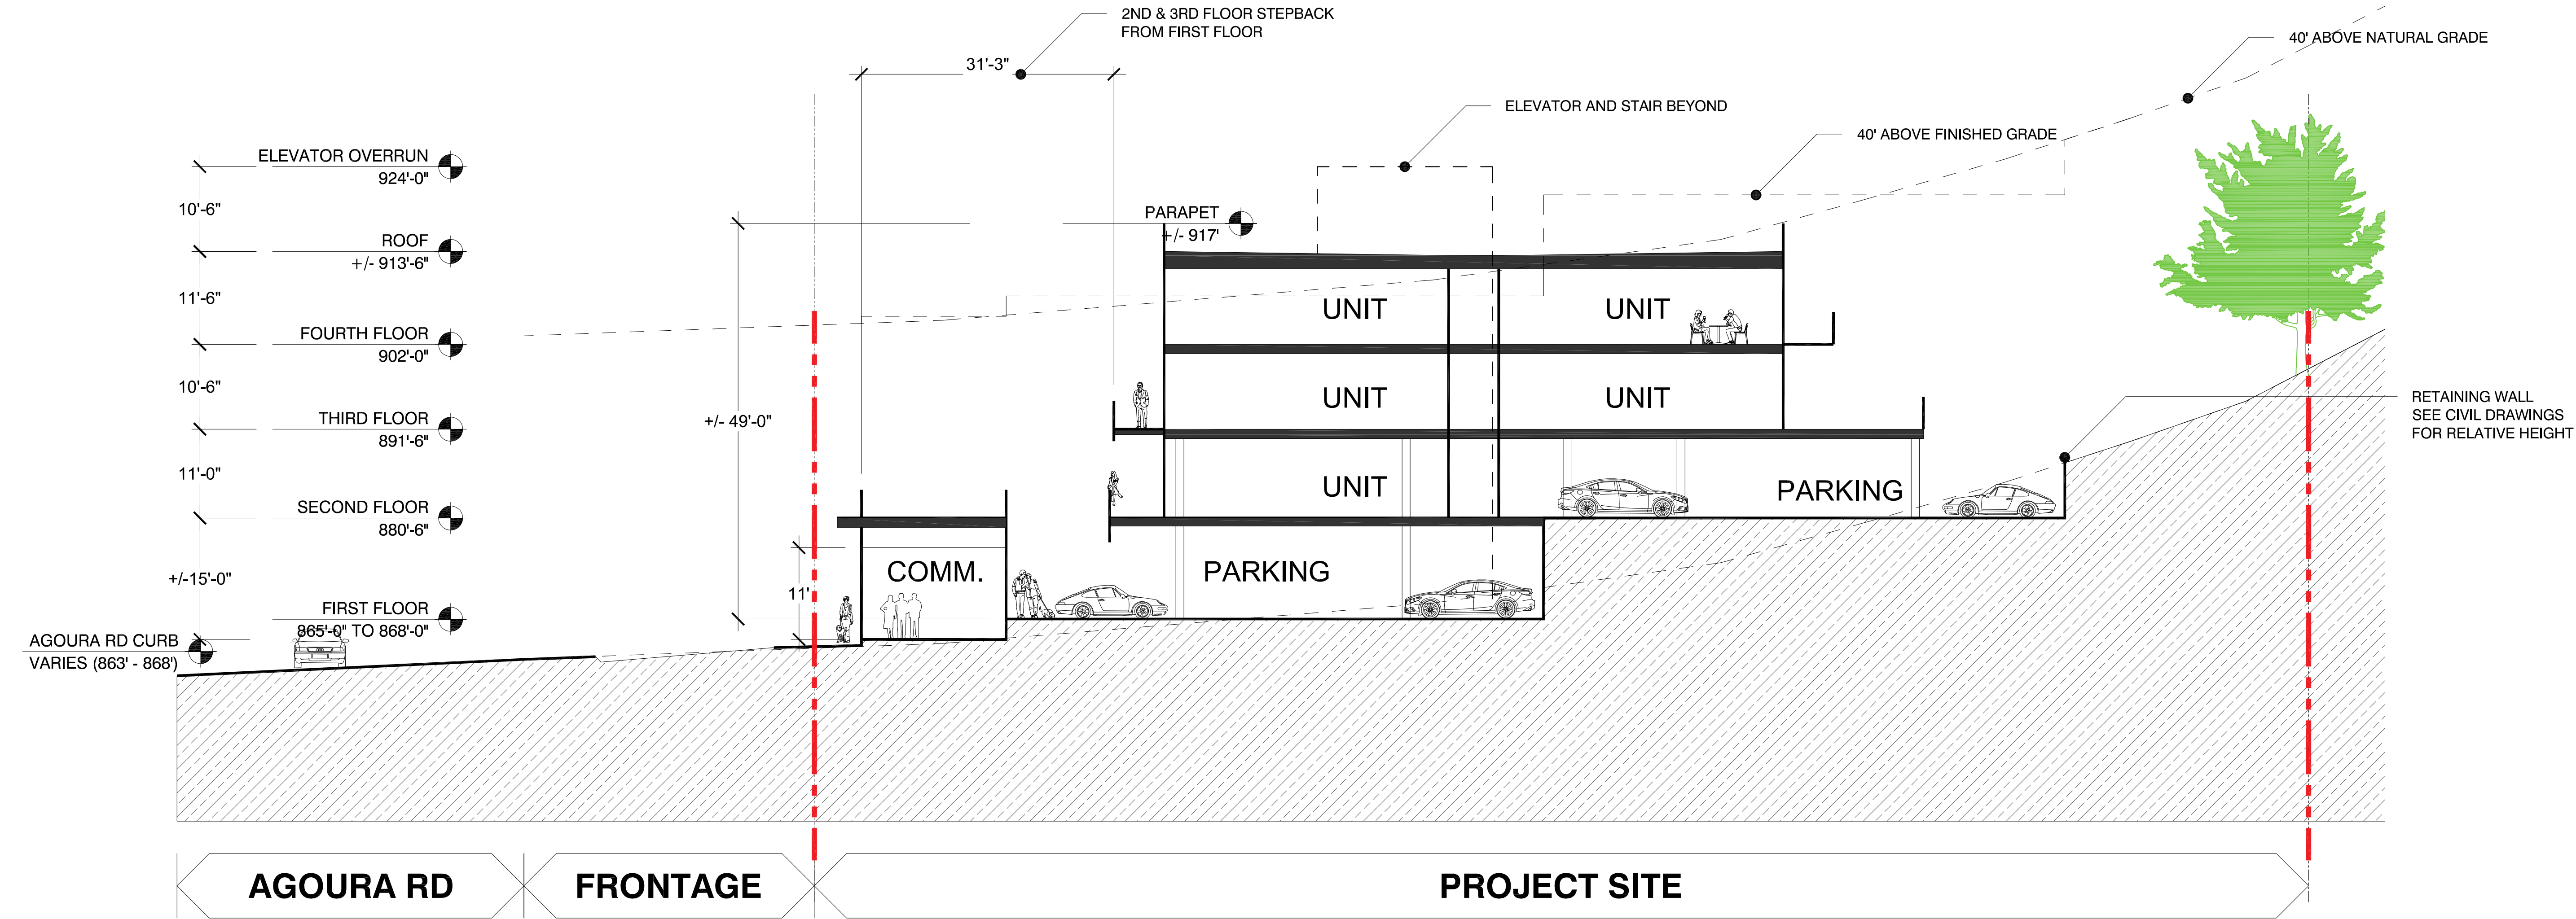 2ND & 3RD FLOOR STEPBACK
FROM FIRST FLOOR
40' ABOVE NATURAL GRADE
31'-3"
ELEVATOR AND STAIR BEYOND
40' ABOVE FINISHED GRADE
ELEVATOR OVERRUN
924'-0"
10'-6"
PARAPET
+/- 917'
ROOF
+/- 913'-6"
11'-6"
UNIT
UNIT
FOURTH FLOOR
902'-0"
10'-6"
UNIT
UNIT
RETAINING WALL
SEE CIVIL DRAWINGS
FOR RELATIVE HEIGHT
THIRD FLOOR
891'-6"
+/- 49'-0"
11'-0"
UNIT
PARKING
SECOND FLOOR
880'-6"
+/-15'-0"
COMM.
PARKING
11'
FIRST FLOOR
865'-0" TO 868'-0"
AGOURA RD CURB
VARIES (863' - 868')
AGOURA RD
FRONTAGE
PROJECT SITE